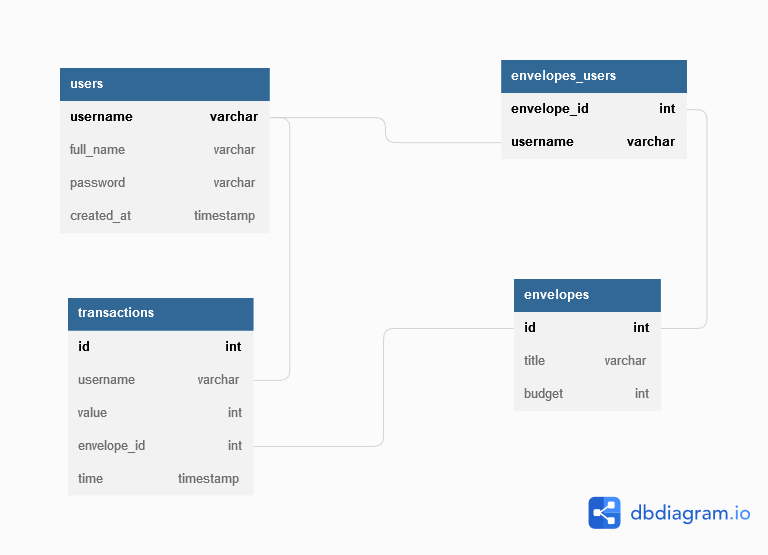 users
username varchar
full_name varchar
password varchar
created_at timestamp
envelopes_users
envelope_id int
username varchar
transactions
id int
username varchar
value int
envelope_id int
time timestamp
envelopes
id int
title varchar
budget int
dbdiagram.io